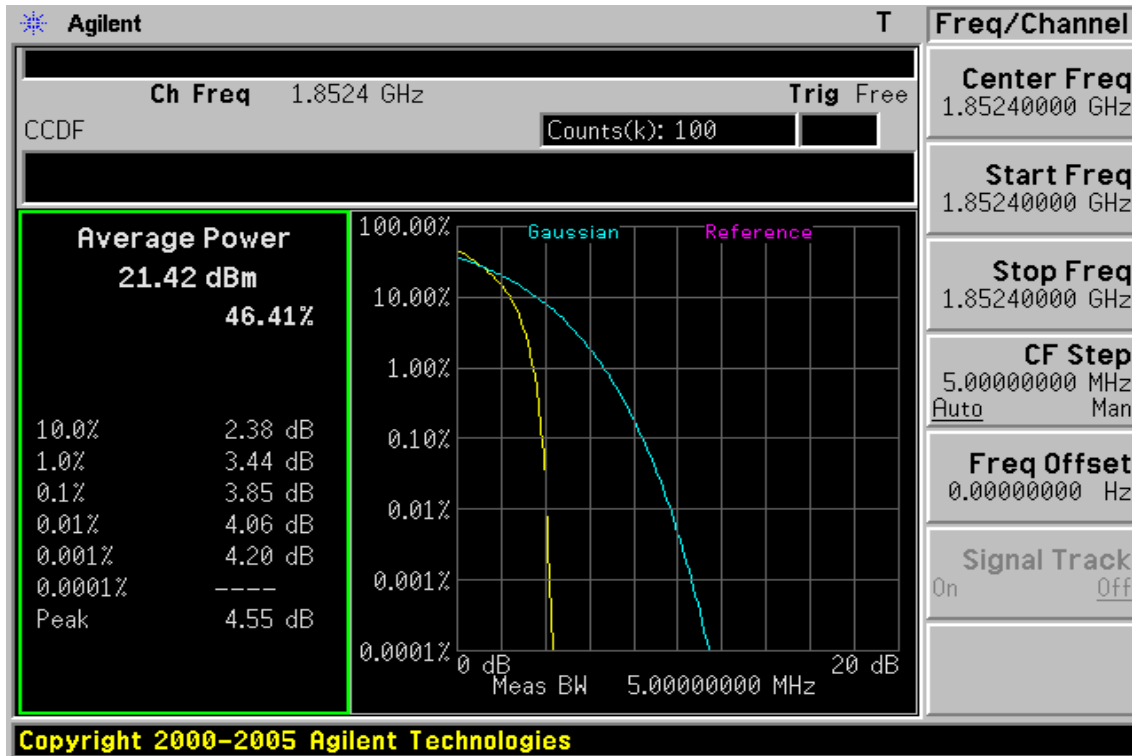 Agilent T
Ch Freq 1.8524 GHz Trig Free
CCDF Counts(k): 100
Average Power
21.42 dBm
46.41%
10.0% 2.38 dB
1.0% 3.44 dB
0.1% 3.85 dB
0.01% 4.06 dB
0.001% 4.20 dB
0.0001% ----
Peak 4.55 dB
Gaussian Reference
100.00%
10.00%
1.00%
0.10%
0.01%
0.001%
0.0001%
0 dB 20 dB
Meas BW 5.00000000 MHz
Freq/Channel
Center Freq
1.85240000 GHz
Start Freq
1.85240000 GHz
Stop Freq
1.85240000 GHz
CF Step
5.00000000 MHz
Auto Man
Freq Offset
0.00000000 Hz
Signal Track
On Off
Copyright 2000-2005 Agilent Technologies